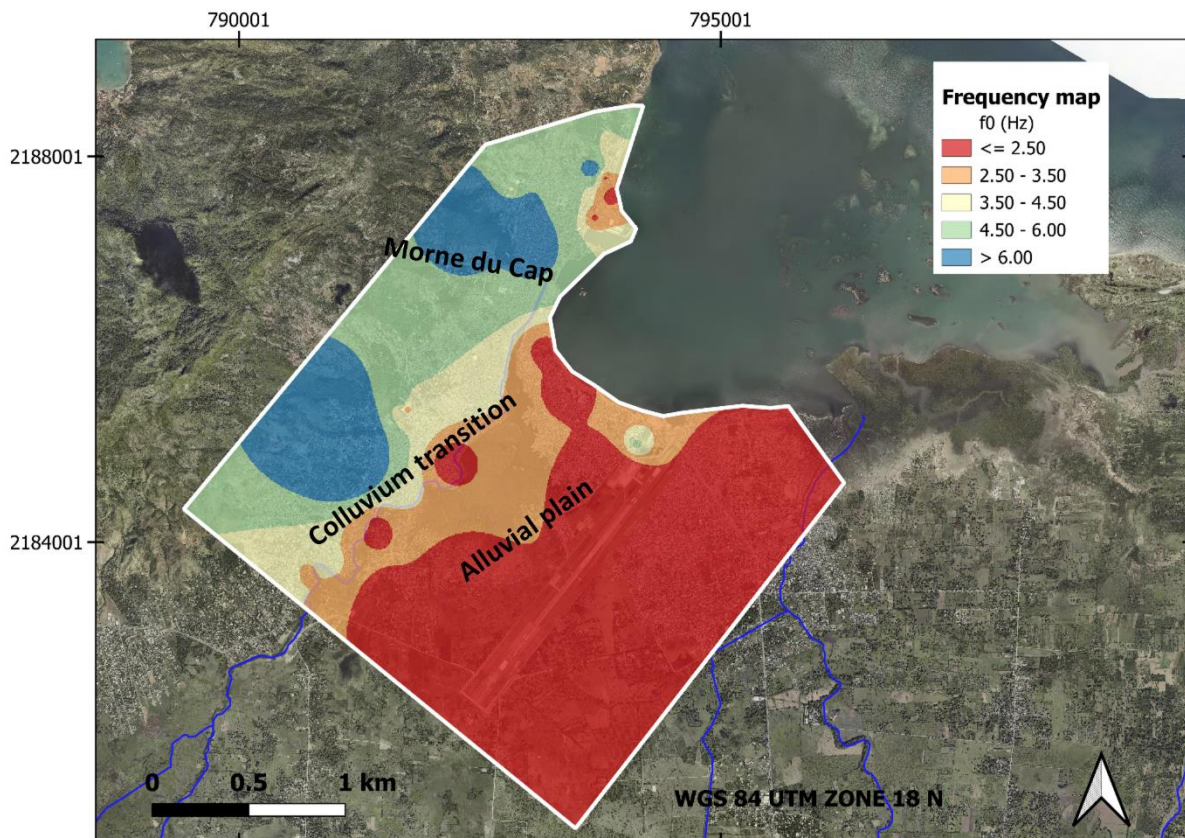 790001
795001
2188001
2184001
Frequency map
f0 (Hz)
<= 2.50
2.50 - 3.50
3.50 - 4.50
4.50 - 6.00
> 6.00
Morne du Cap
Colluvium transition
Alluvial plain
0 0.5 1 km
WGS 84 UTM ZONE 18 N